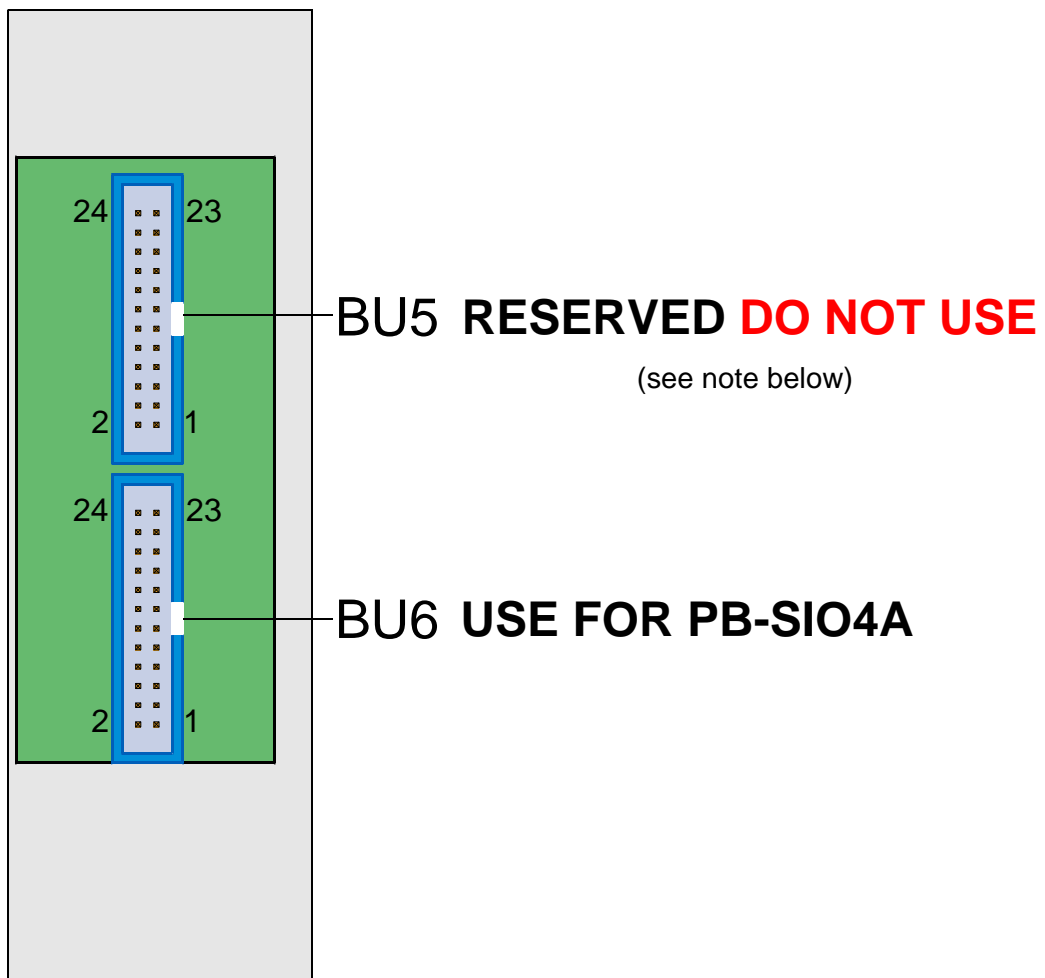 24 23
BU5 RESERVED DO NOT USE
(see note below)
2 1
24 23
BU6 USE FOR PB-SIO4A
2 1